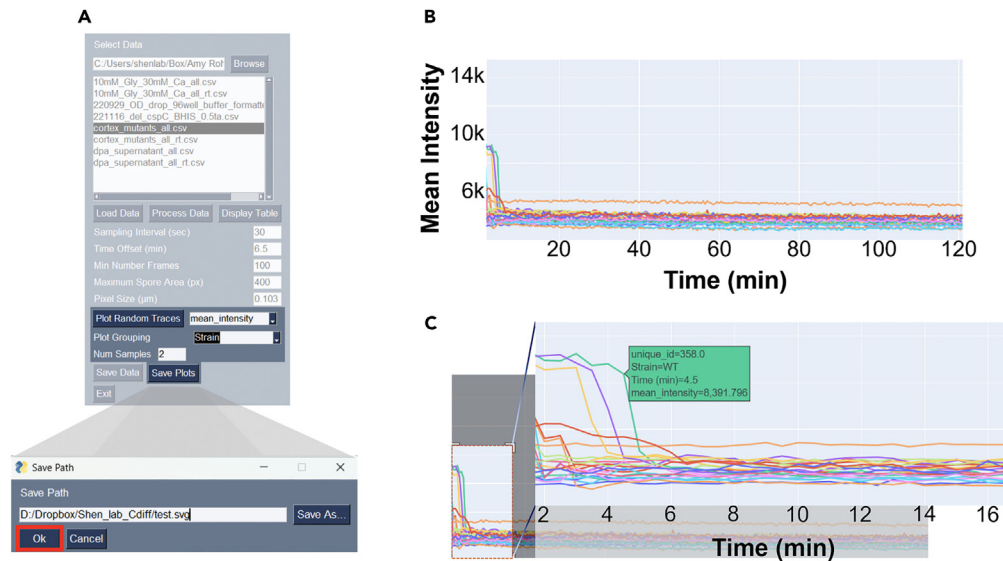 A
Select Data
C:/Users/shenlab/Box/Amy Roh
Browse
10mM_Gly_30mM_Ca_all.csv
10mM_Gly_30mM_Ca_all_rt.csv
220929_OD_drop_96well_buffer_formatte
221116_del_cspC_BHIS_0.5ta.csv
cortex_mutants_all.csv
cortex_mutants_all_rt.csv
dpa_supernatant_all.csv
dpa_supernatant_all_rt.csv
Load Data Process Data Display Table
Sampling Interval (sec) 30
Time Offset (min) 6.5
Min Number Frames 100
Maximum Spore Area (px) 400
Pixel Size (µm) 0.103
Plot Random Traces mean_intensity
Plot Grouping Strain
Num Samples 2
Save Data Save Plots
Exit
Save Path
Save Path
D:/Dropbox/Shen_lab_Cdiff/test.svg Save As...
Ok Cancel
B
Mean Intensity
14k
10k
6k
20 40 60 80 100 120
Time (min)
C
unique_id=358.0
Strain=WT
Time (min)=4.5
mean_intensity=8,391.796
2 4 6 8 10 12 14 16
Time (min)